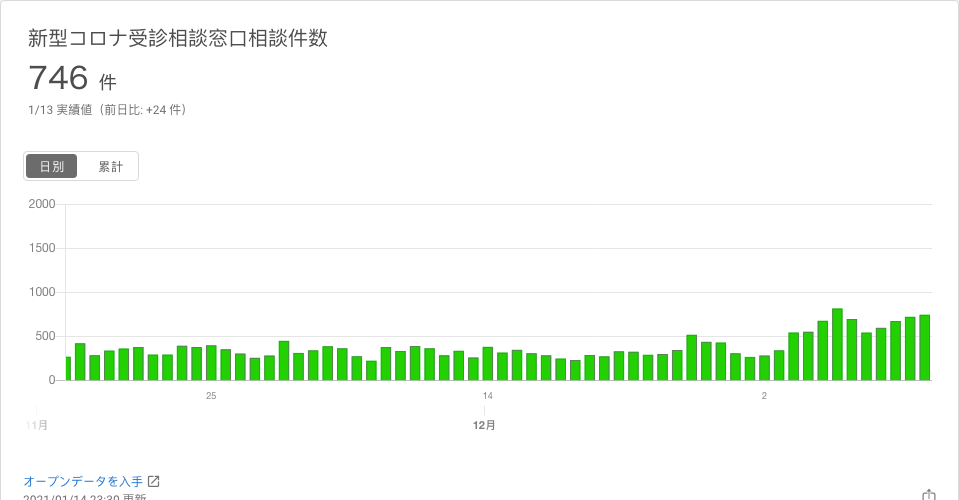 新型コロナ受診相談窓口相談件数
746 件
1/13 実績値（前日比: +24 件）
日別 累計
2000
1500
1000
500
0
25 14 2
11月 12月
オープンデータを入手
2021/01/14 23:30 更新